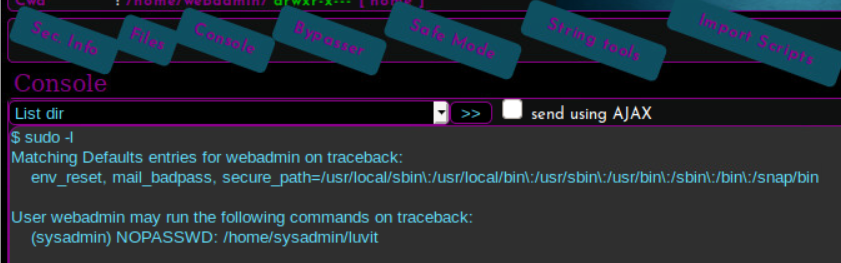 Cwd : /home/webadmin/ drwxr-x--- [ home ]
Sec. Info Files Console Bypasser Safe Mode String tools Import Scripts
Console
List dir >> send using AJAX
$ sudo -l
Matching Defaults entries for webadmin on traceback:
env_reset, mail_badpass, secure_path=/usr/local/sbin\:/usr/local/bin\:/usr/sbin\:/usr/bin\:/sbin\:/bin\:/snap/bin
User webadmin may run the following commands on traceback:
(sysadmin) NOPASSWD: /home/sysadmin/luvit